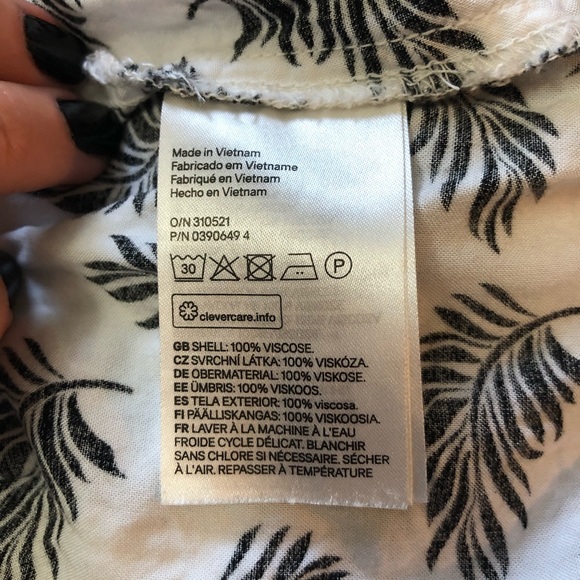 Made in Vietnam
Fabricado em Vietname
Fabriqué en Vietnam
Hecho en Vietnam
O/N 310521
P/N 0390649 4
30
P
clevercare.info
GB SHELL: 100% VISCOSE.
CZ SVRCHNÍ LÁTKA: 100% VISKÓZA.
DE OBERMATERIAL: 100% VISKOSE.
EE ÜMBRIS: 100% VISKOOS.
ES TELA EXTERIOR: 100% viscosa.
FI PÄÄLLISKANGAS: 100% VISKOOSIA.
FR LAVER À LA MACHINE À L'EAU
FROIDE CYCLE DÉLICAT. BLANCHIR
SANS CHLORE SI NÉCESSAIRE. SÉCHER
À L'AIR. REPASSER À TEMPÉRATURE